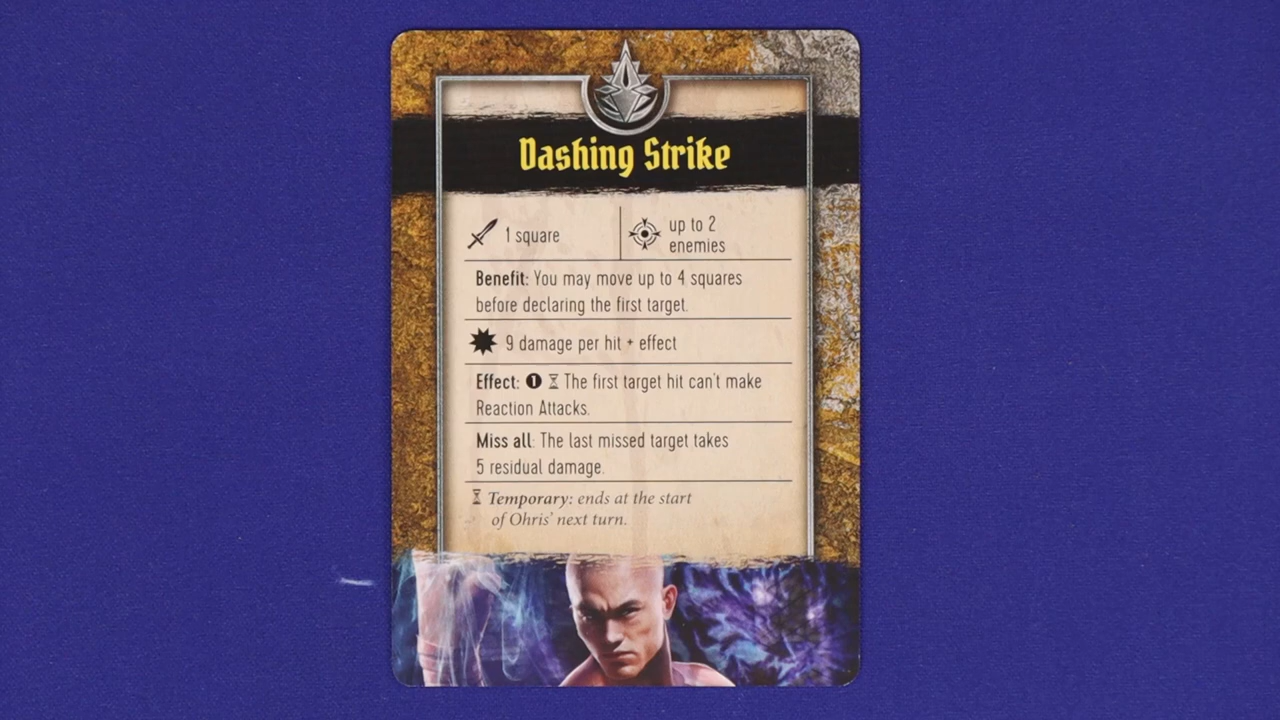 Dashing Strike
1 square
up to 2
enemies
Benefit: You may move up to 4 squares
before declaring the first target.
9 damage per hit + effect
Effect: ❶ ⌛ The first target hit can't make
Reaction Attacks.
Miss all: The last missed target takes
5 residual damage.
⌛ Temporary: ends at the start
of Ohris' next turn.